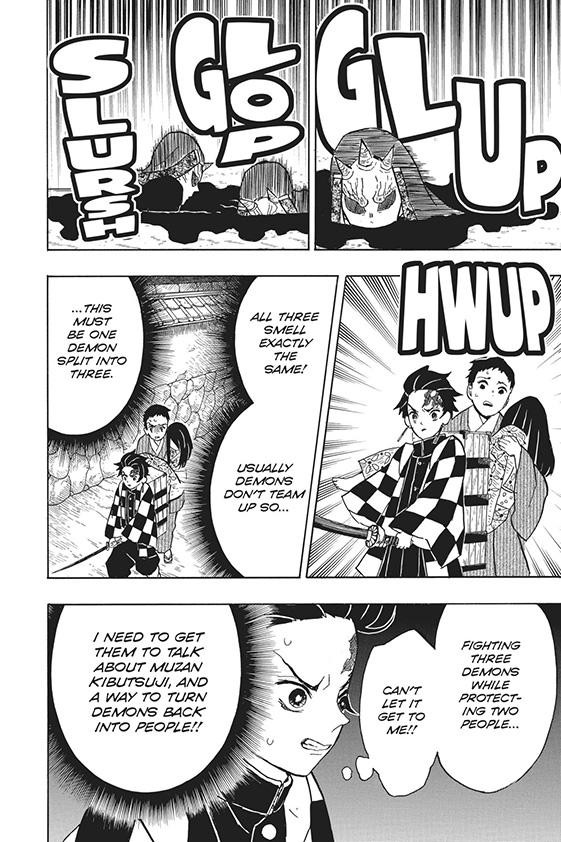 GLUP
GLOP
SLURSH
HWUP
ALL THREE
SMELL
EXACTLY
THE
SAME!
USUALLY
DEMONS
DON'T TEAM
UP SO...
...THIS
MUST
BE ONE
DEMON
SPLIT INTO
THREE.
FIGHTING
THREE
DEMONS
WHILE
PROTECT-
ING TWO
PEOPLE...
CAN'T
LET IT
GET TO
ME!!
I NEED TO GET
THEM TO TALK
ABOUT MUZAN
KIBUTSUJI, AND
A WAY TO TURN
DEMONS BACK
INTO PEOPLE!!